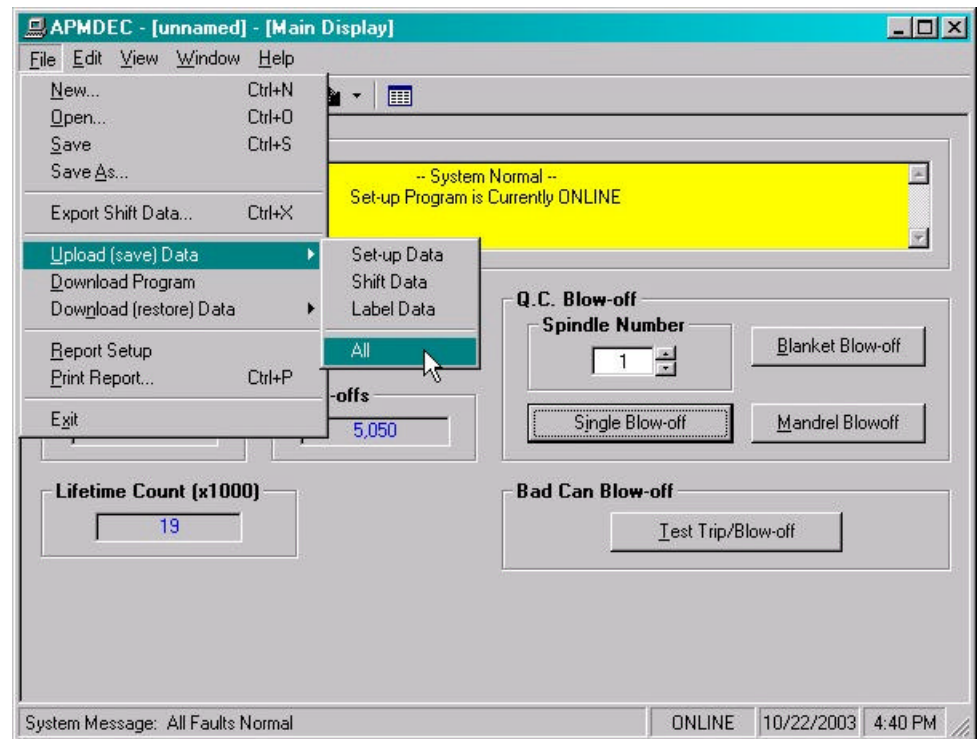 APMDEC - [unnamed] - [Main Display]
File Edit View Window Help
New... Ctrl+N
Open... Ctrl+O
Save Ctrl+S
Save As...
Export Shift Data... Ctrl+X
Upload (save) Data
Download Program
Download (restore) Data
Report Setup
Print Report... Ctrl+P
Exit
Set-up Data
Shift Data
Label Data
All
-- System Normal --
Set-up Program is Currently ONLINE
-offs
5,050
Lifetime Count (x1000)
19
Q.C. Blow-off
Spindle Number
1
Blanket Blow-off
Single Blow-off
Mandrel Blowoff
Bad Can Blow-off
Test Trip/Blow-off
System Message: All Faults Normal
ONLINE
10/22/2003
4:40 PM